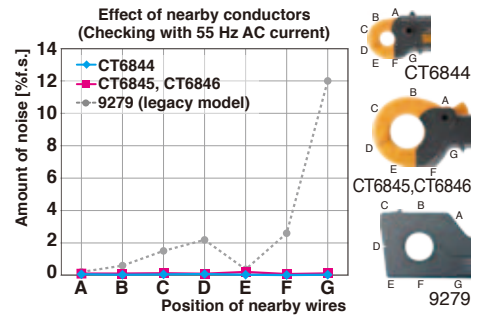 Effect of nearby conductors
(Checking with 55 Hz AC current)
Amount of noise [%f.s.]
14
12
10
8
6
4
2
0
CT6844
CT6845, CT6846
9279 (legacy model)
A B C D E F G
Position of nearby wires
B A
C
D
E F G
CT6844
B
C A
D
G
E F
CT6845,CT6846
C B A
D
E F G
9279